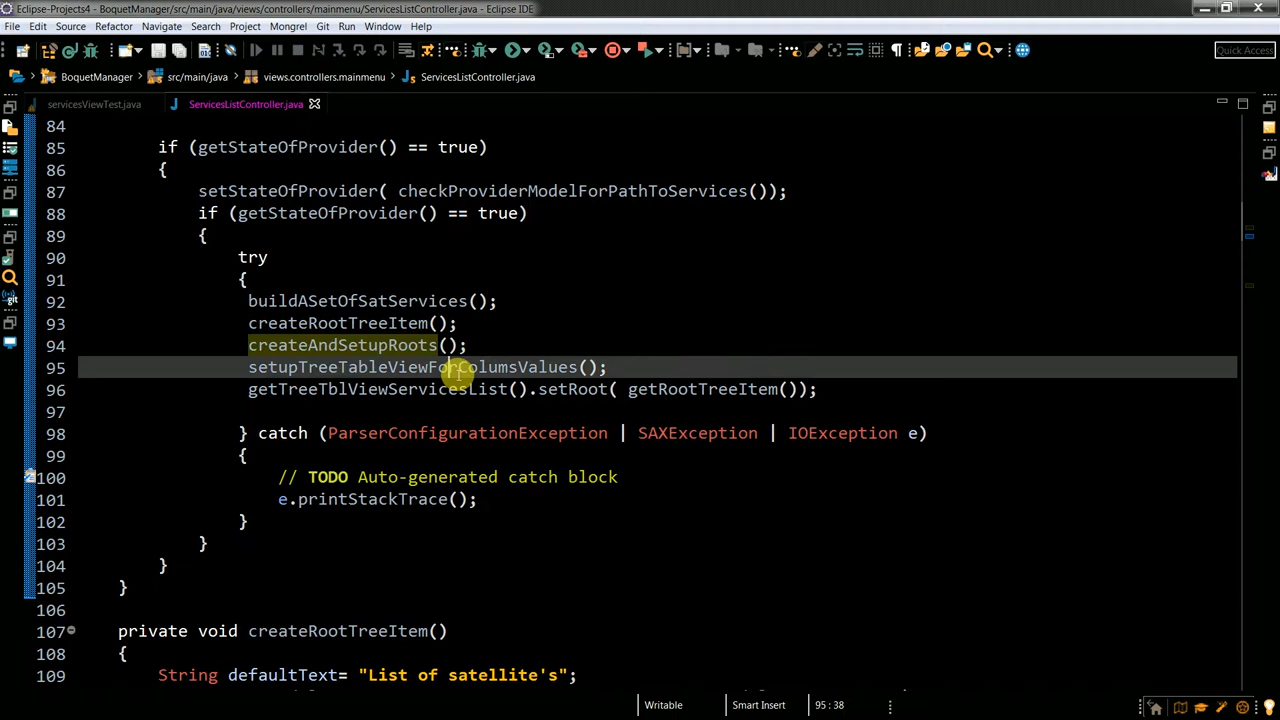 Eclipse-Projects4 - BoquetManager/src/main/java/views/controllers/mainmenu/ServicesListController.java - Eclipse IDE
File Edit Source Refactor Navigate Search Project Mongrel Git Run Window Help
Quick Access
BoquetManager src/main/java views.controllers.mainmenu ServicesListController.java
servicesViewTest.java ServicesListController.java
84
85 if (getStateOfProvider() == true)
86 {
87 setStateOfProvider( checkProviderModelForPathToServices());
88 if (getStateOfProvider() == true)
89 {
90 try
91 {
92 buildASetOfSatServices();
93 createRootTreeItem();
94 createAndSetupRoots();
95 setupTreeTableViewForColumsValues();
96 getTreeTblViewServicesList().setRoot( getRootTreeItem());
97
98 } catch (ParserConfigurationException | SAXException | IOException e)
99 {
100 // TODO Auto-generated catch block
101 e.printStackTrace();
102 }
103 }
104 }
105 }
106
107 private void createRootTreeItem()
108 {
109 String defaultText= "List of satellite's";
Writable Smart Insert 95 : 38